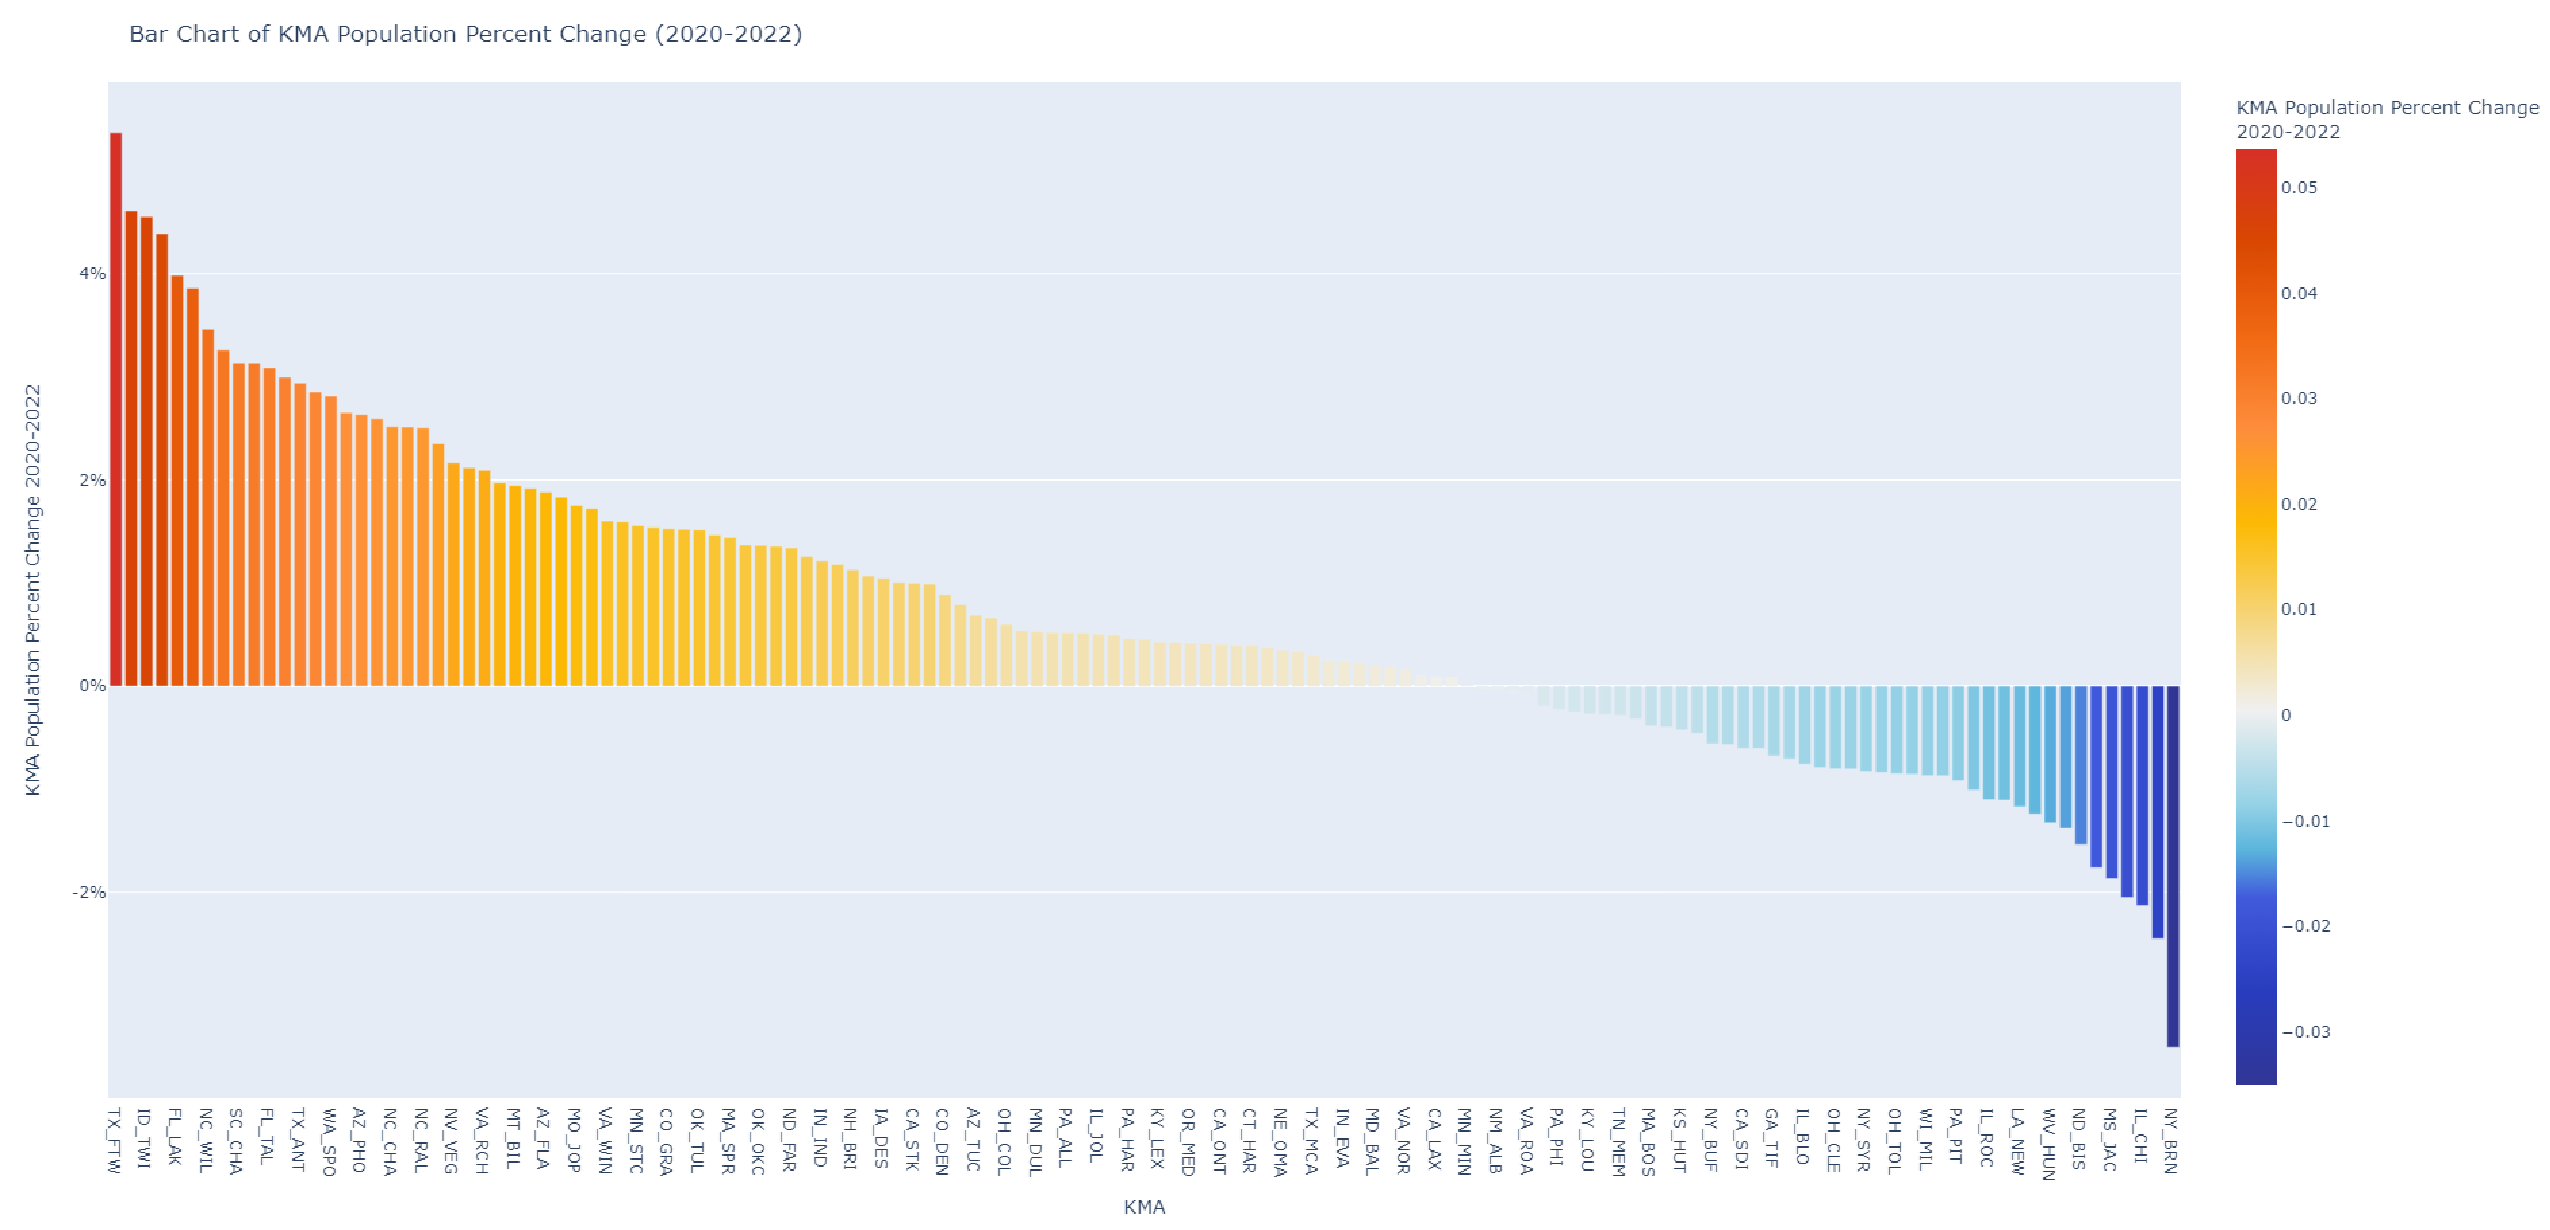 Bar Chart of KMA Population Percent Change (2020-2022)
KMA Population Percent Change
2020-2022
0.05
0.04
0.03
0.02
0.01
0
−0.01
−0.02
−0.03
KMA Population Percent Change 2020-2022
4%
2%
0%
-2%
TX_FTW
ID_TWI
FL_LAK
NC_WIL
SC_CHA
FL_TAL
TX_ANT
WA_SPO
AZ_PHO
NC_CHA
NC_RAL
NV_VEG
VA_RCH
MT_BIL
AZ_FLA
MO_JOP
VA_WIN
MN_STC
CO_GRA
OK_TUL
MA_SPR
OK_OKC
ND_FAR
IN_IND
NH_BRI
IA_DES
CA_STK
CO_DEN
AZ_TUC
OH_COL
MN_DUL
PA_ALL
IL_JOL
PA_HAR
KY_LEX
OR_MED
CA_ONT
CT_HAR
NE_OMA
TX_MCA
IN_EVA
MD_BAL
VA_NOR
CA_LAX
MN_MIN
NM_ALB
VA_ROA
PA_PHI
KY_LOU
TN_MEM
MA_BOS
KS_HUT
NY_BUF
CA_SDI
GA_TIF
IL_BLO
OH_CLE
NY_SYR
OH_TOL
WI_MIL
PA_PIT
IL_ROC
LA_NEW
WV_HUN
ND_BIS
MS_JAC
IL_CHI
NY_BRN
KMA